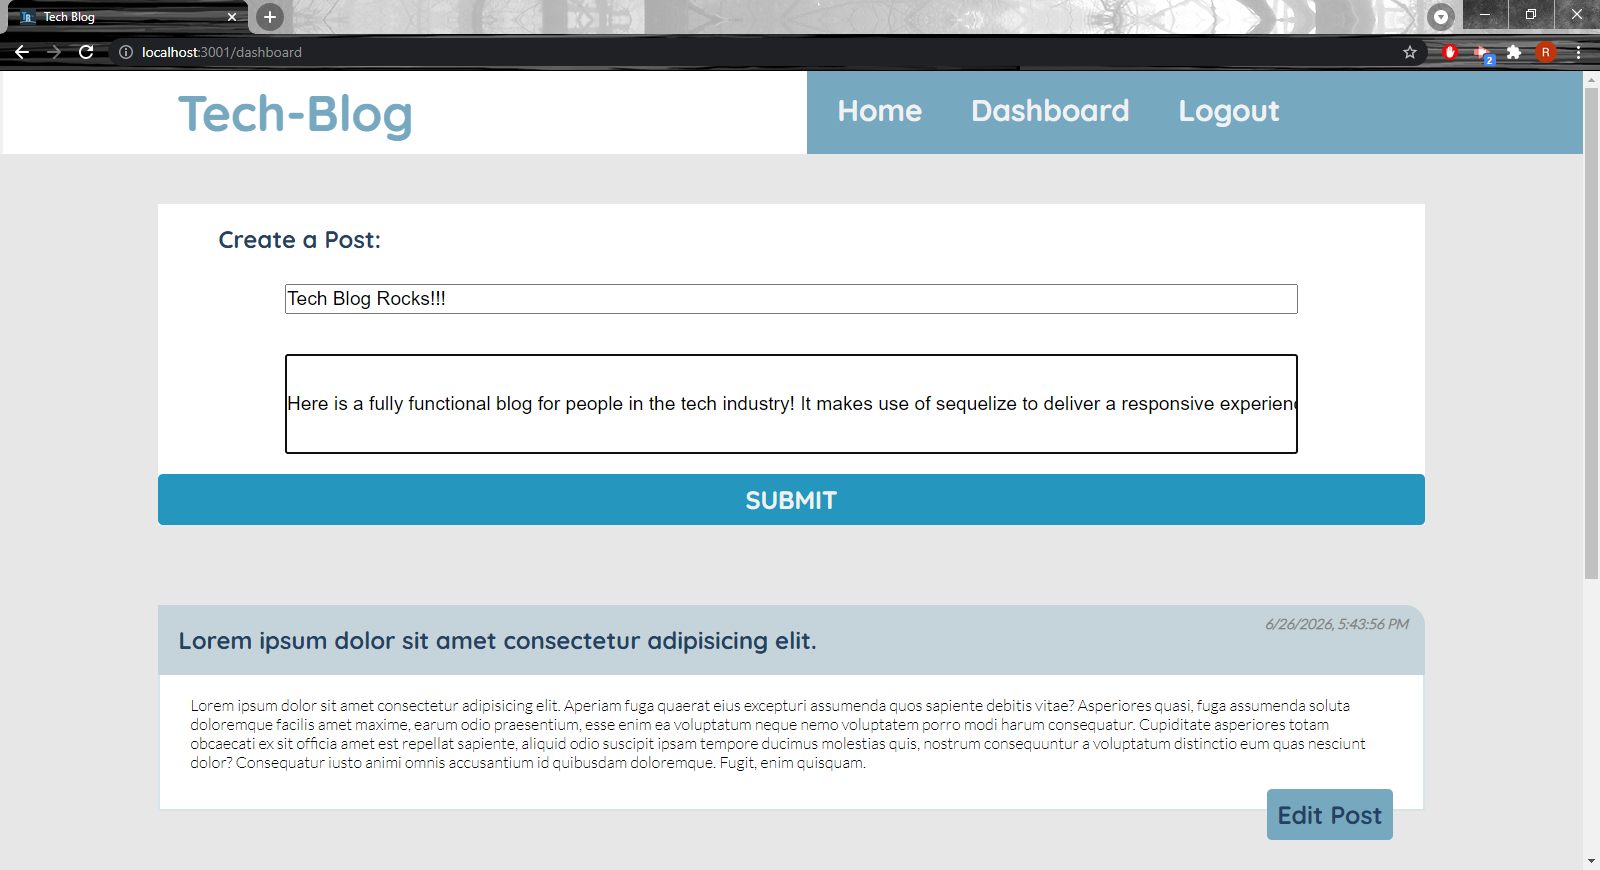 Tech Blog
localhost:3001/dashboard
R
2
Tech-Blog
Home Dashboard Logout
Create a Post:
Tech Blog Rocks!!!
Here is a fully functional blog for people in the tech industry! It makes use of sequelize to deliver a responsive experienc
SUBMIT
6/26/2026, 5:43:56 PM
Lorem ipsum dolor sit amet consectetur adipisicing elit.
Lorem ipsum dolor sit amet consectetur adipisicing elit. Aperiam fuga quaerat eius excepturi assumenda quos sapiente debitis vitae? Asperiores quasi, fuga assumenda soluta
doloremque facilis amet maxime, earum odio praesentium, esse enim ea voluptatum neque nemo voluptatem porro modi harum consequatur. Cupiditate asperiores totam
obcaecati ex sit officia amet est repellat sapiente, aliquid odio suscipit ipsam tempore ducimus molestias quis, nostrum consequuntur a voluptatum distinctio eum quas nesciunt
dolor? Consequatur iusto animi omnis accusantium id quibusdam doloremque. Fugit, enim quisquam.
Edit Post